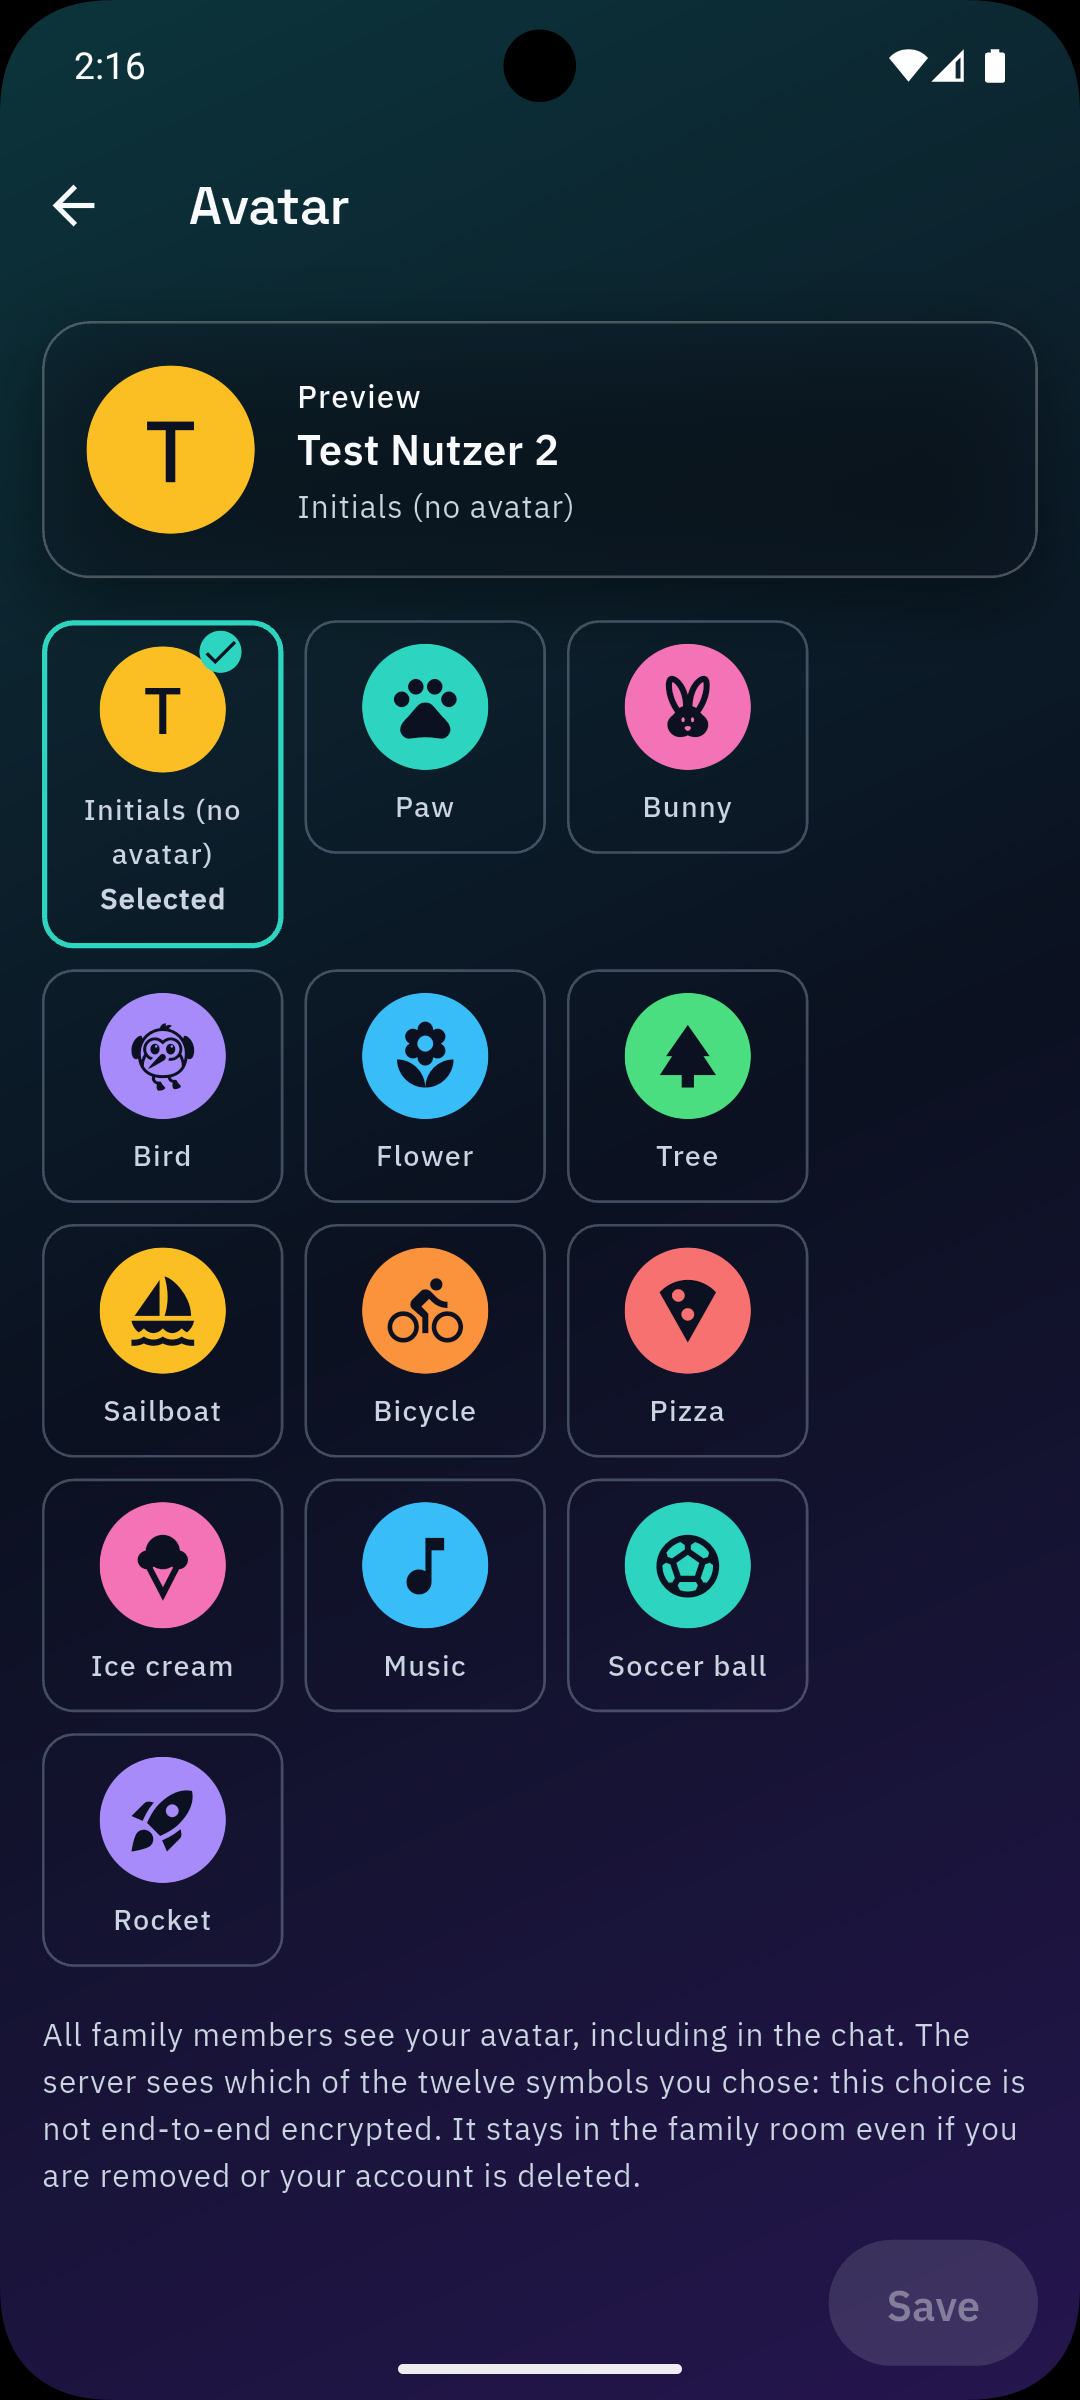 2:16
Avatar
T
Preview
Test Nutzer 2
Initials (no avatar)
T
Initials (no
avatar)
Selected
Paw
Bunny
Bird
Flower
Tree
Sailboat
Bicycle
Pizza
Ice cream
Music
Soccer ball
Rocket
All family members see your avatar, including in the chat. The
server sees which of the twelve symbols you chose: this choice is
not end-to-end encrypted. It stays in the family room even if you
are removed or your account is deleted.
Save